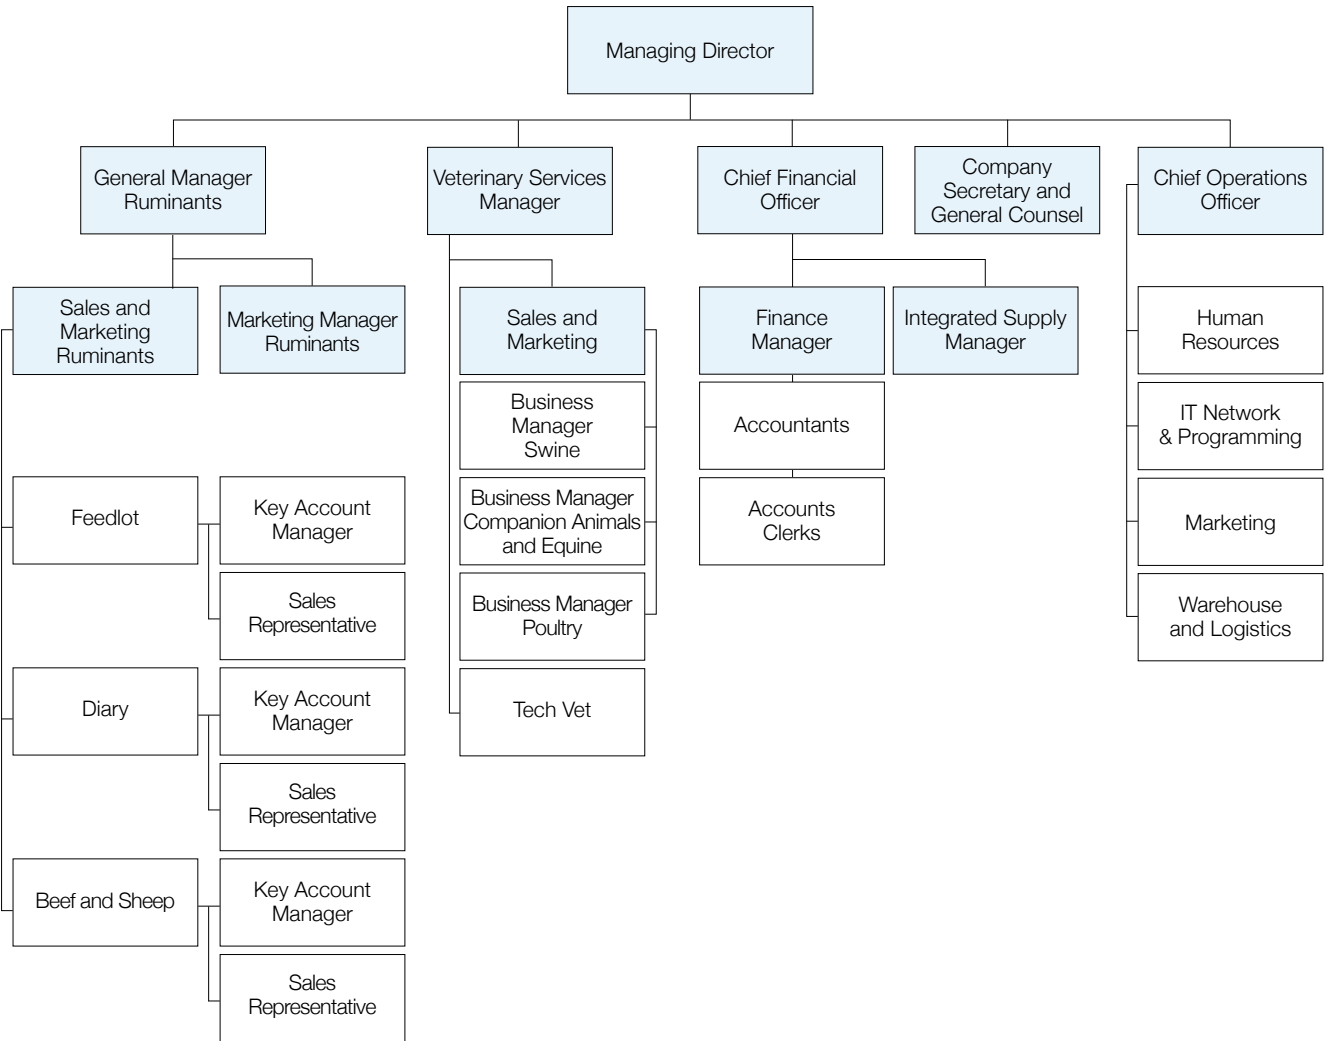 Managing Director
General Manager
Ruminants
Veterinary Services
Manager
Chief Financial
Officer
Company
Secretary and
General Counsel
Chief Operations
Officer
Sales and
Marketing
Ruminants
Marketing Manager
Ruminants
Sales and
Marketing
Finance
Manager
Integrated Supply
Manager
Human
Resources
Business
Manager
Swine
Accountants
IT Network
& Programming
Feedlot
Key Account
Manager
Business Manager
Companion Animals
and Equine
Accounts
Clerks
Marketing
Sales
Representative
Business Manager
Poultry
Warehouse
and Logistics
Diary
Key Account
Manager
Tech Vet
Sales
Representative
Beef and Sheep
Key Account
Manager
Sales
Representative